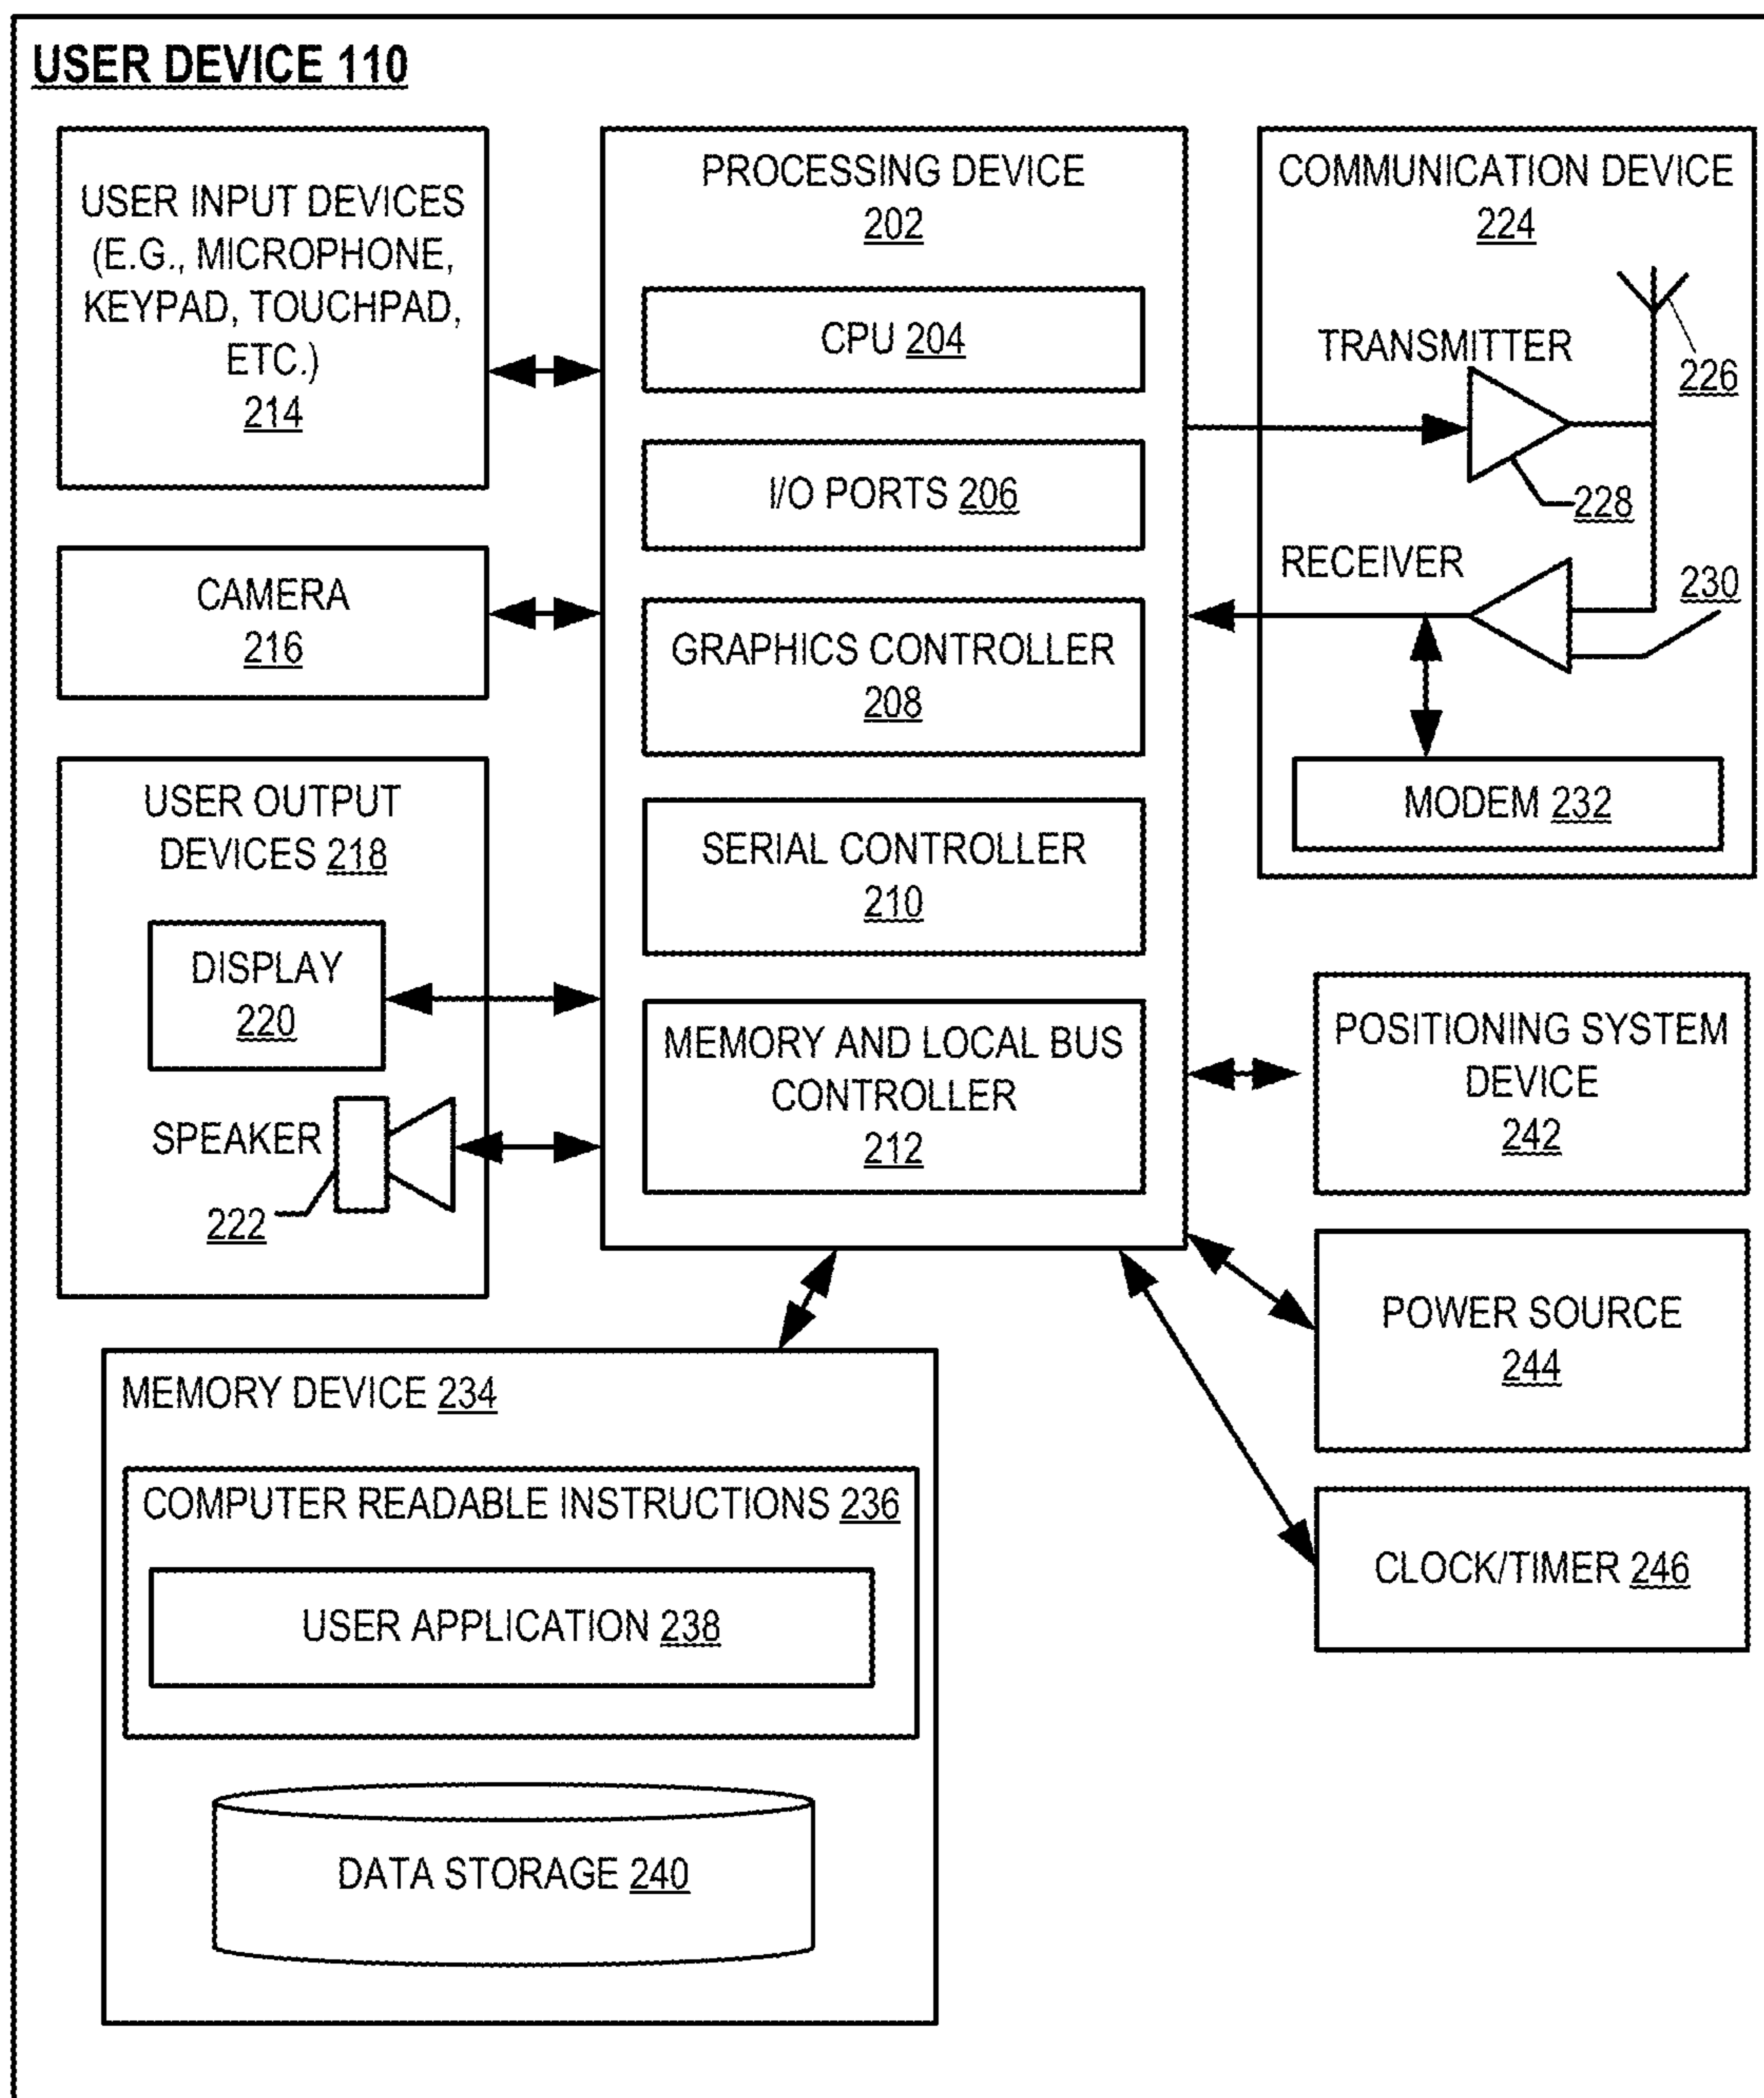 USER DEVICE 110
USER INPUT DEVICES
(E.G., MICROPHONE,
KEYPAD, TOUCHPAD,
ETC.)
214
CAMERA
216
USER OUTPUT
DEVICES 218
DISPLAY
220
SPEAKER
222
PROCESSING DEVICE
202
CPU 204
I/O PORTS 206
GRAPHICS CONTROLLER
208
SERIAL CONTROLLER
210
MEMORY AND LOCAL BUS
CONTROLLER
212
COMMUNICATION DEVICE
224
TRANSMITTER
226
228
RECEIVER
230
MODEM 232
POSITIONING SYSTEM
DEVICE
242
POWER SOURCE
244
CLOCK/TIMER 246
MEMORY DEVICE 234
COMPUTER READABLE INSTRUCTIONS 236
USER APPLICATION 238
DATA STORAGE 240